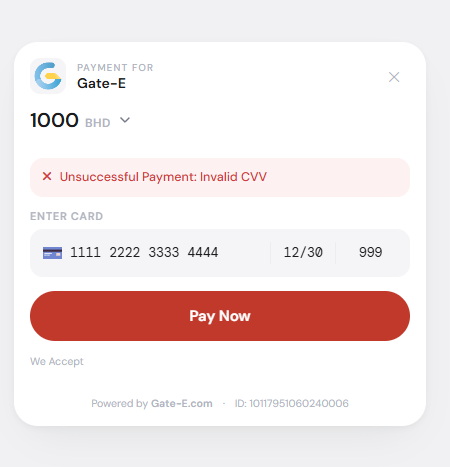 PAYMENT FOR
Gate-E
1000 BHD
Unsuccessful Payment: Invalid CVV
ENTER CARD
1111 2222 3333 4444 12/30 999
Pay Now
We Accept
Powered by Gate-E.com - ID: 10117951060240006